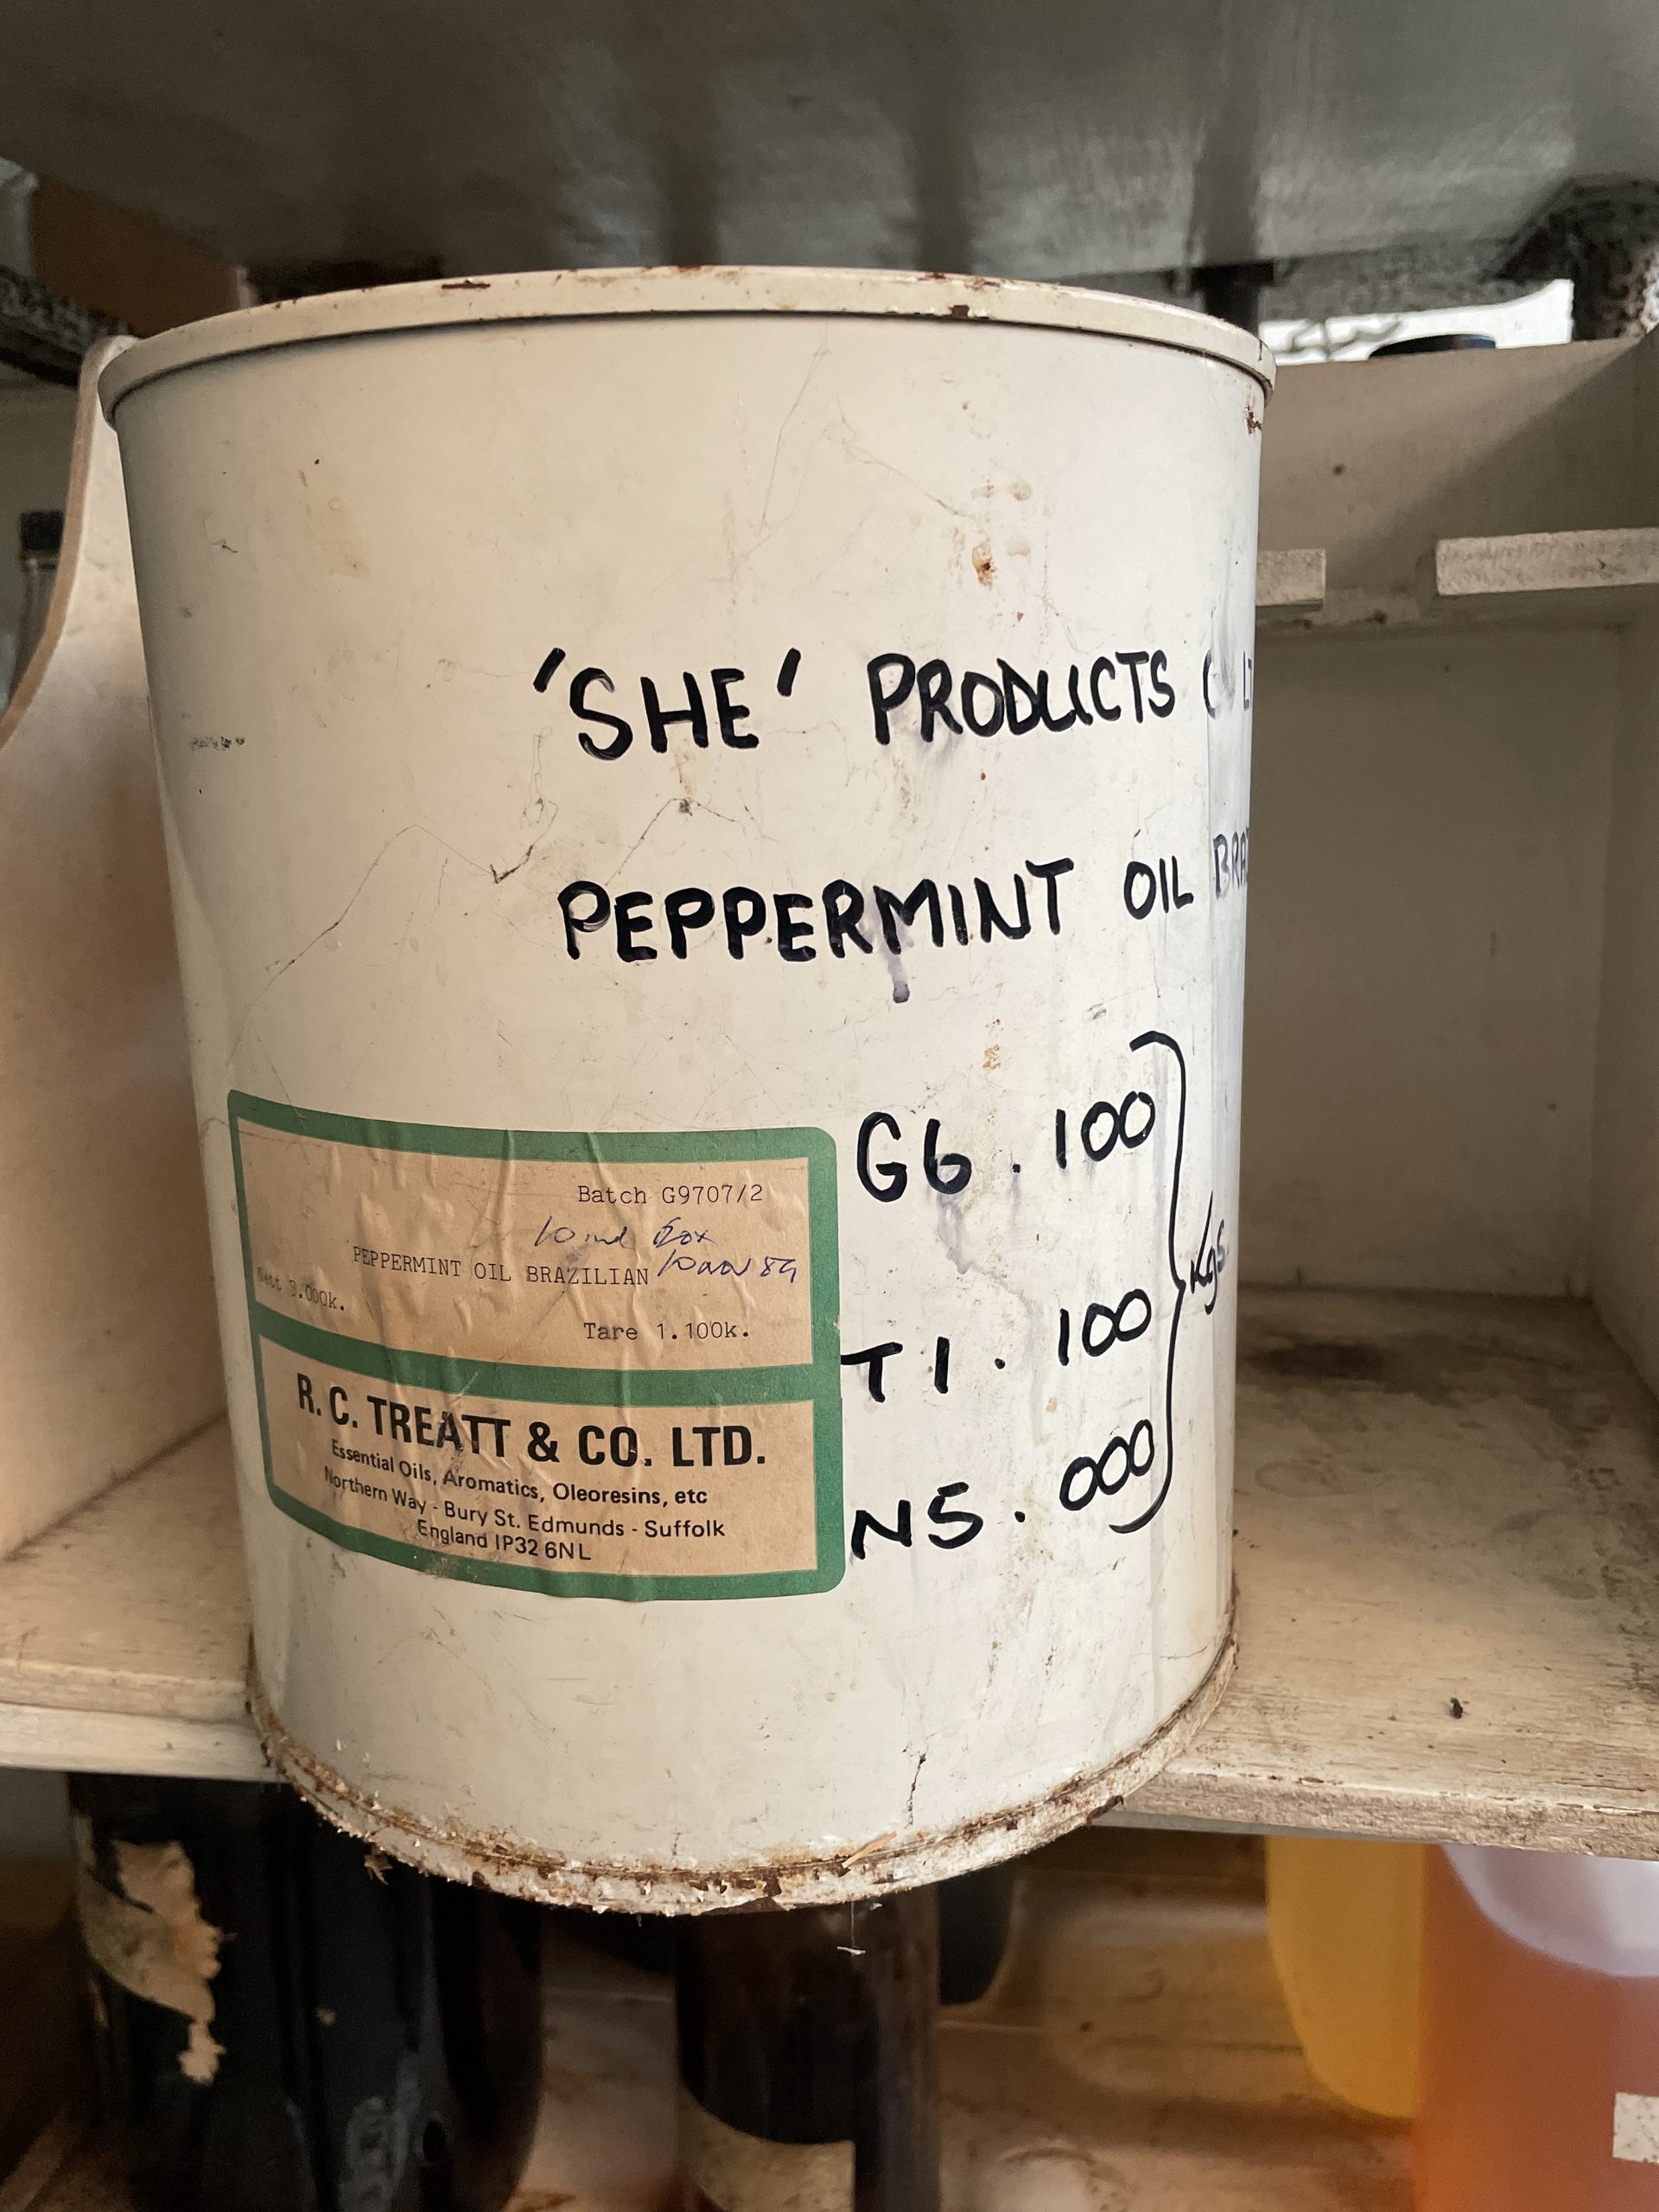 'SHE' PRODUCTS
PEPPERMINT OIL
G6.100
T1.100
N5.000
Kgs.
Batch G9707/2
PEPPERMINT OIL BRAZILIAN
Tare 1.100k.
R. C. TREATT & CO. LTD.
Essential Oils, Aromatics, Oleoresins, etc
Northern Way - Bury St. Edmunds - Suffolk
England IP32 6NL